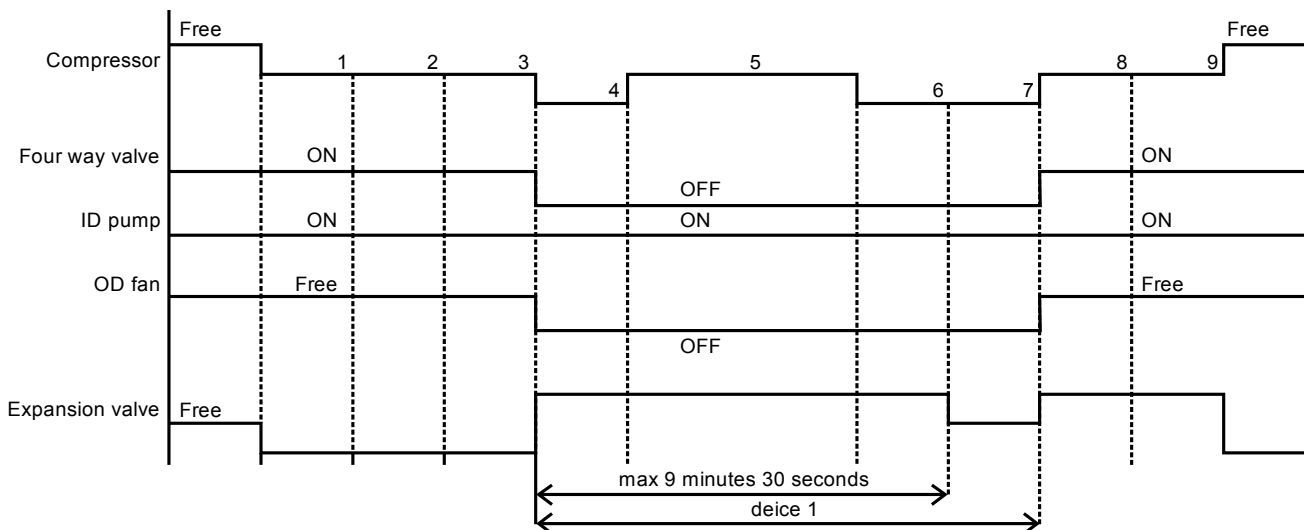 Free Free
Compressor 1 2 3 5 8 9
4 6 7
Four way valve ON ON
OFF
ID pump ON ON ON
OD fan Free Free
OFF
Expansion valve Free
max 9 minutes 30 seconds
deice 1